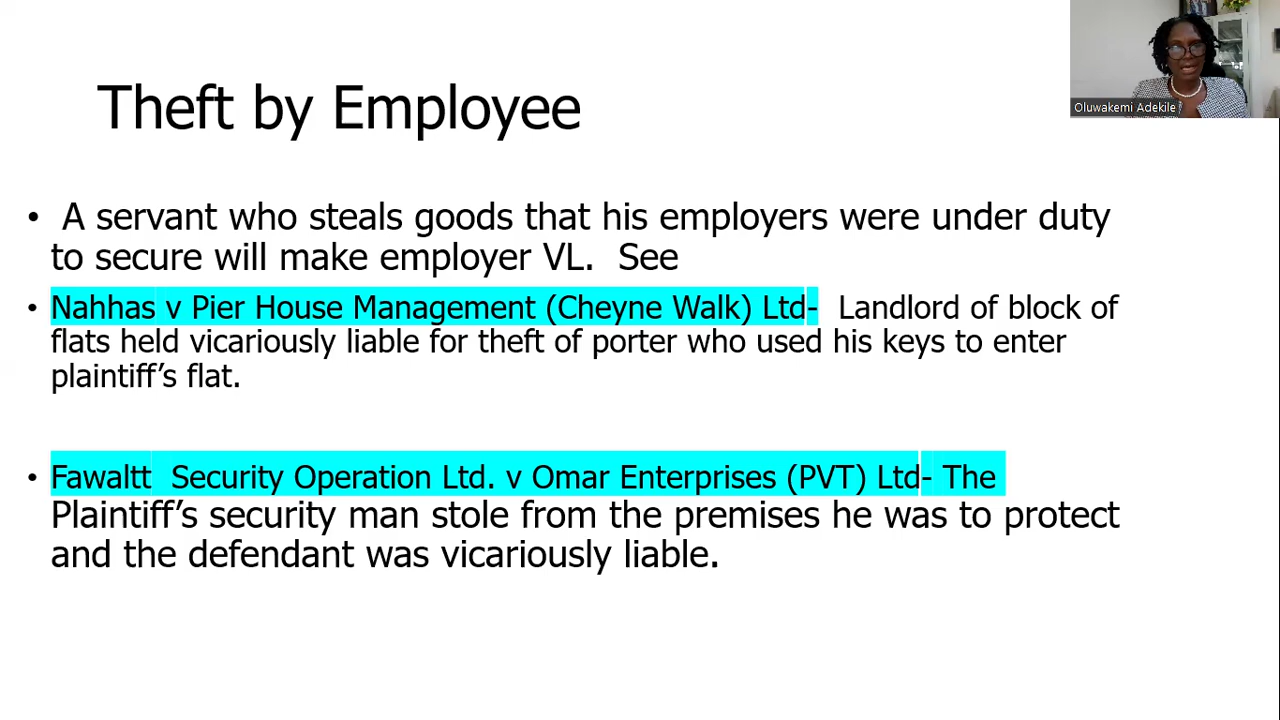 Oluwakemi Adekile
Theft by Employee
• A servant who steals goods that his employers were under duty
to secure will make employer VL. See
• Nahhas v Pier House Management (Cheyne Walk) Ltd- Landlord of block of
flats held vicariously liable for theft of porter who used his keys to enter
plaintiff’s flat.
• Fawaltt Security Operation Ltd. v Omar Enterprises (PVT) Ltd- The
Plaintiff’s security man stole from the premises he was to protect
and the defendant was vicariously liable.